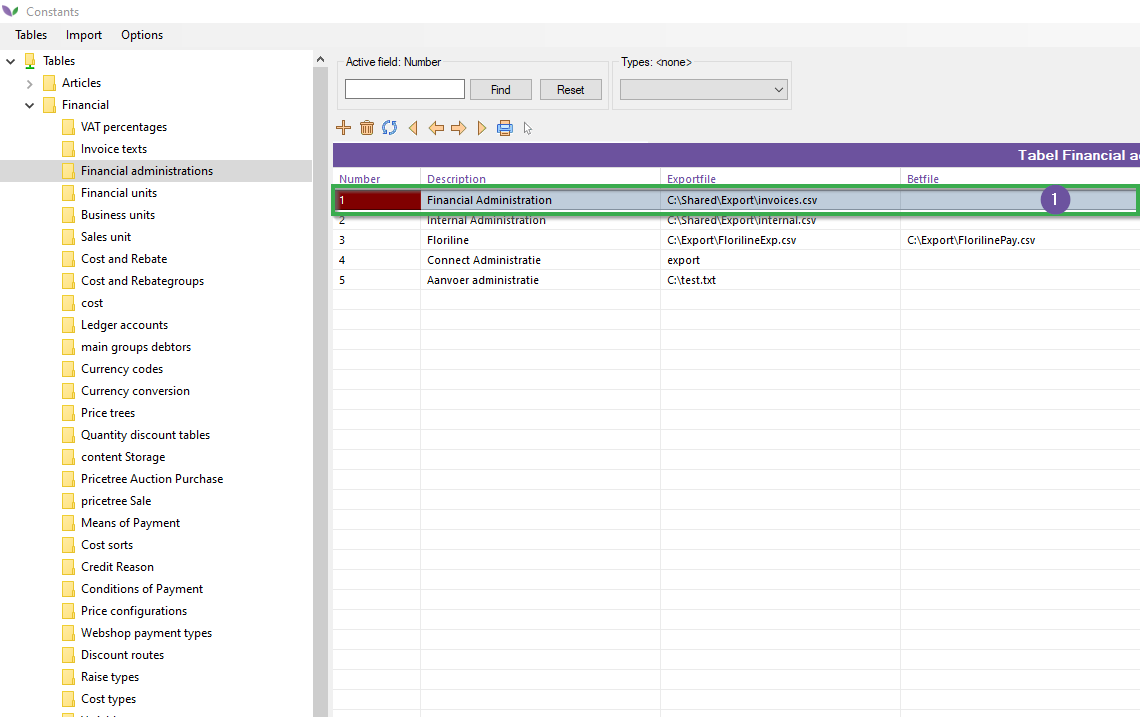 Constants
Tables Import Options
Tables
Articles
Financial
VAT percentages
Invoice texts
Financial administrations
Financial units
Business units
Sales unit
Cost and Rebate
Cost and Rebategroups
cost
Ledger accounts
main groups debtors
Currency codes
Currency conversion
Price trees
Quantity discount tables
content Storage
Pricetree Auction Purchase
pricetree Sale
Means of Payment
Cost sorts
Credit Reason
Conditions of Payment
Price configurations
Webshop payment types
Discount routes
Raise types
Cost types
Active field: Number
Find Reset
Types: <none>
Tabel Financial a
Number Description Exportfile Betfile
1 Financial Administration C:\Shared\Export\invoices.csv 1
2 Internal Administration C:\Shared\Export\internal.csv
3 Floriline C:\Export\FlorilineExp.csv C:\Export\FlorilinePay.csv
4 Connect Administratie export
5 Aanvoer administratie C:\test.txt